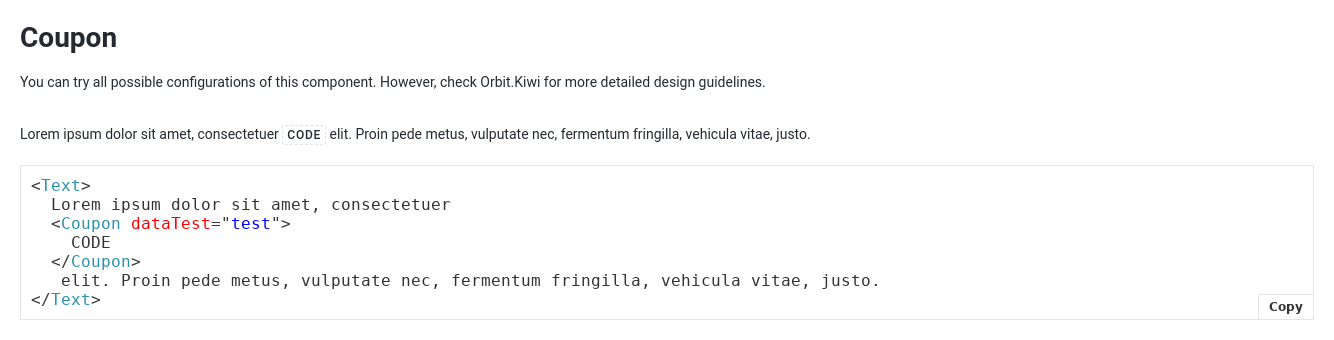 Coupon
You can try all possible configurations of this component. However, check Orbit.Kiwi for more detailed design guidelines.
Lorem ipsum dolor sit amet, consectetuer CODE elit. Proin pede metus, vulputate nec, fermentum fringilla, vehicula vitae, justo.
<Text>
  Lorem ipsum dolor sit amet, consectetuer
  <Coupon dataTest="test">
    CODE
  </Coupon>
   elit. Proin pede metus, vulputate nec, fermentum fringilla, vehicula vitae, justo.
</Text>
Copy